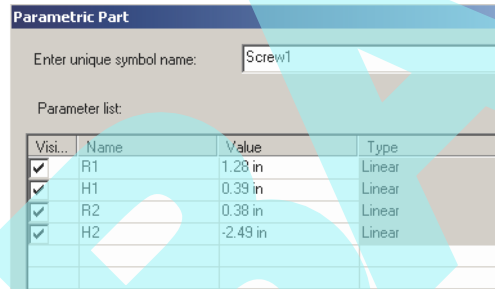 Parametric Part
Enter unique symbol name: Screw1
Parameter list:
Visi... Name Value Type
R1 1.28 in Linear
H1 0.39 in Linear
R2 0.38 in Linear
H2 -2.49 in Linear